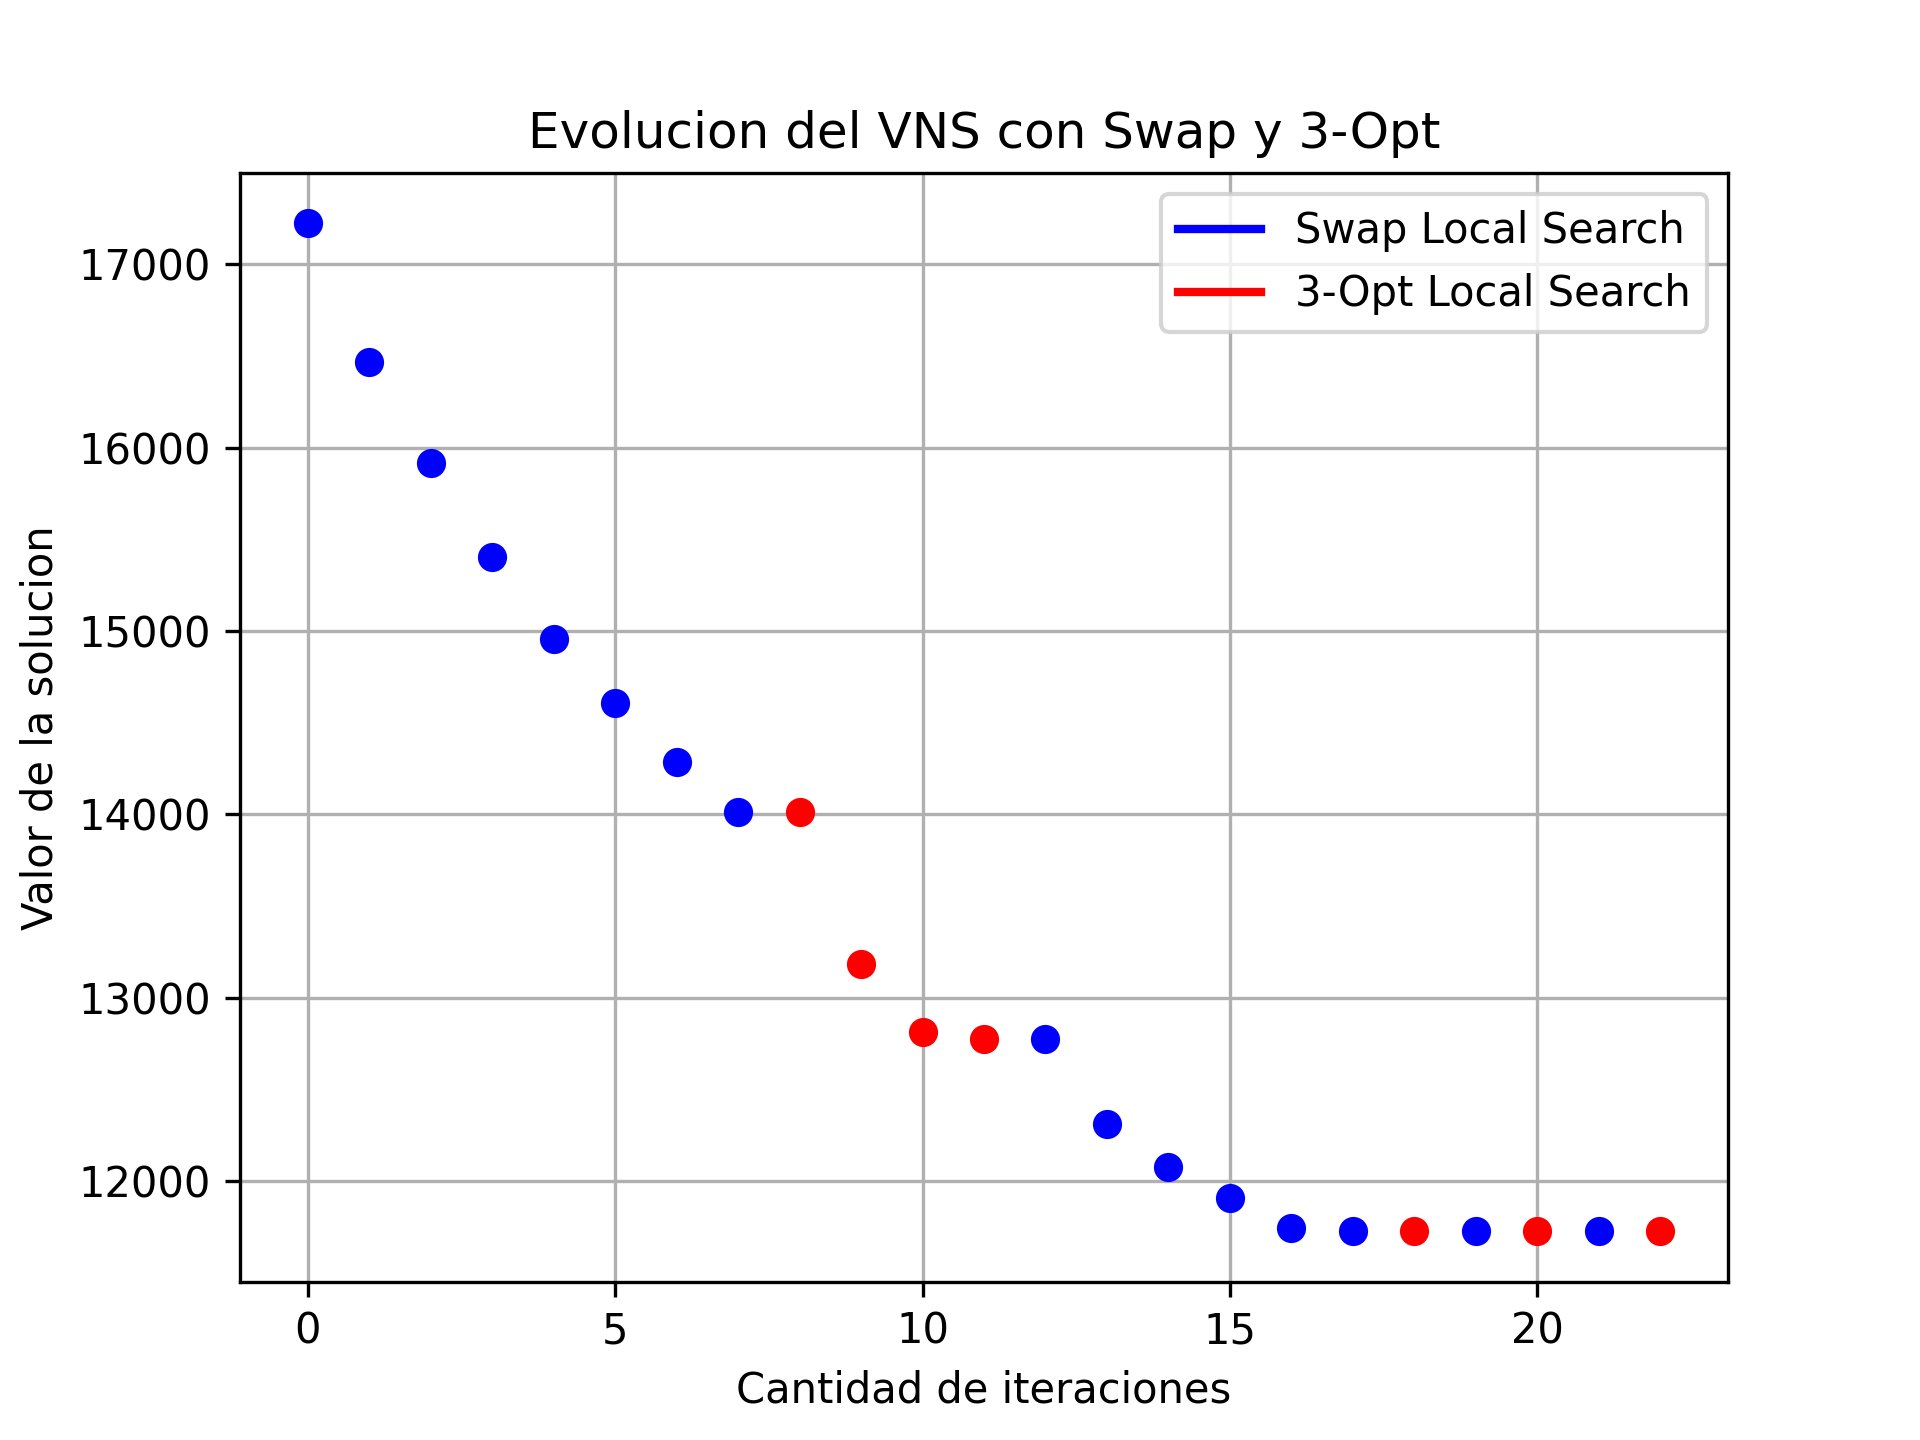 Evolucion del VNS con Swap y 3-Opt
Swap Local Search
3-Opt Local Search
Valor de la solucion
17000
16000
15000
14000
13000
12000
0 5 10 15 20
Cantidad de iteraciones